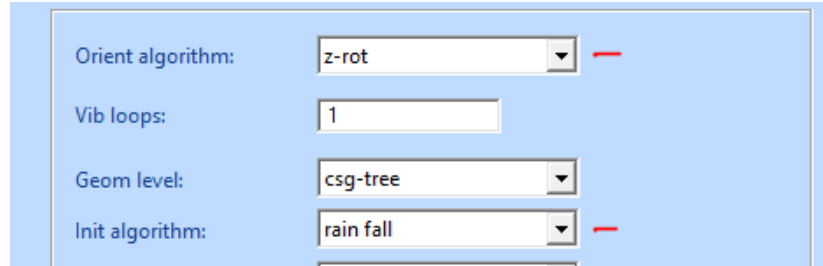 Orient algorithm: z-rot
Vib loops: 1
Geom level: csg-tree
Init algorithm: rain fall